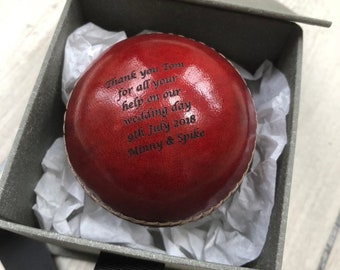 Thank you Tom
for all your
help on our
wedding day
9th July 2018
Minny & Spike